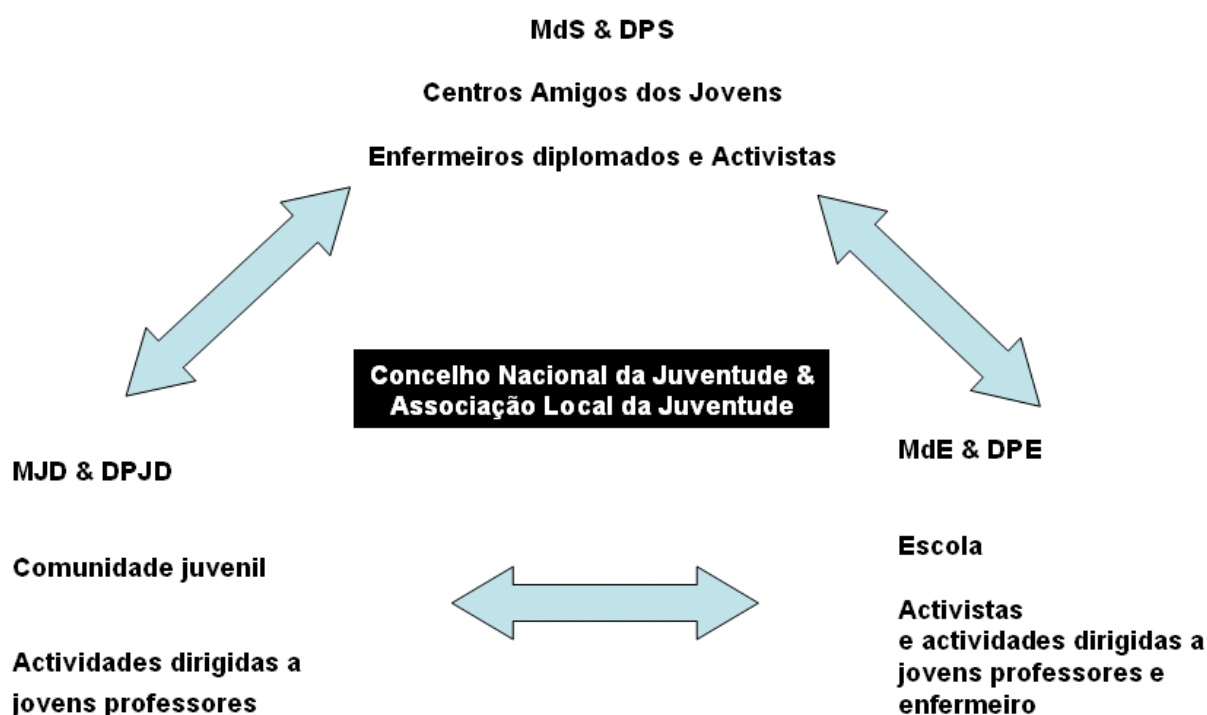 MdS & DPS
Centros Amigos dos Jovens
Enfermeiros diplomados e Activistas
Concelho Nacional da Juventude &
Associação Local da Juventude
MJD & DPJD
Comunidade juvenil
Actividades dirigidas a
jovens professores
MdE & DPE
Escola
Activistas
e actividades dirigidas a
jovens professores e
enfermeiro